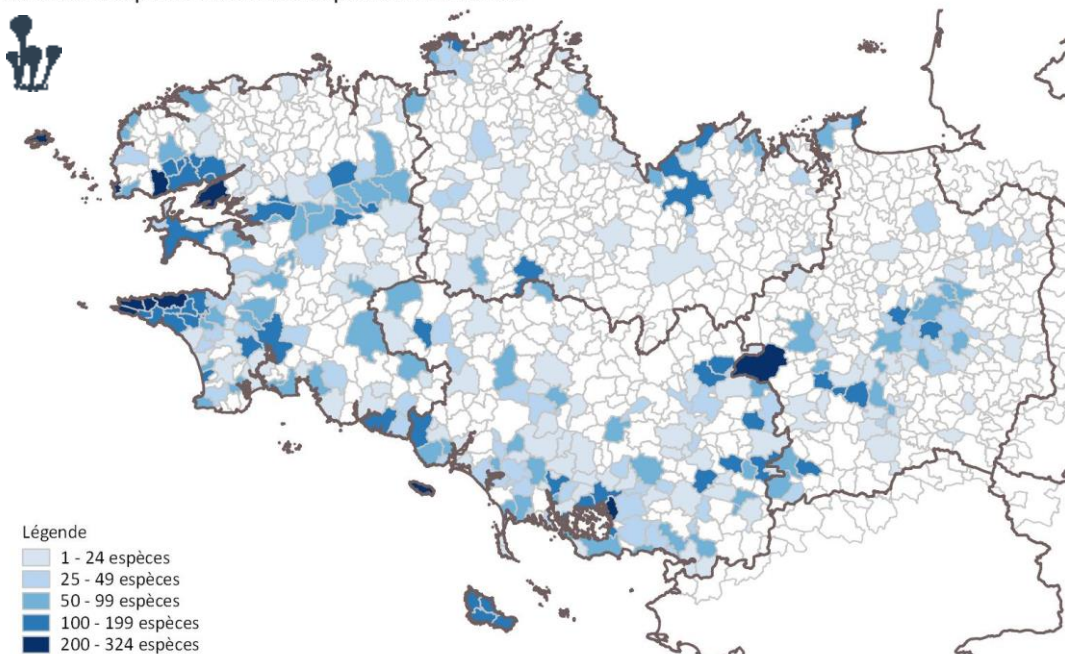 Légende
1 - 24 espèces
25 - 49 espèces
50 - 99 espèces
100 - 199 espèces
200 - 324 espèces